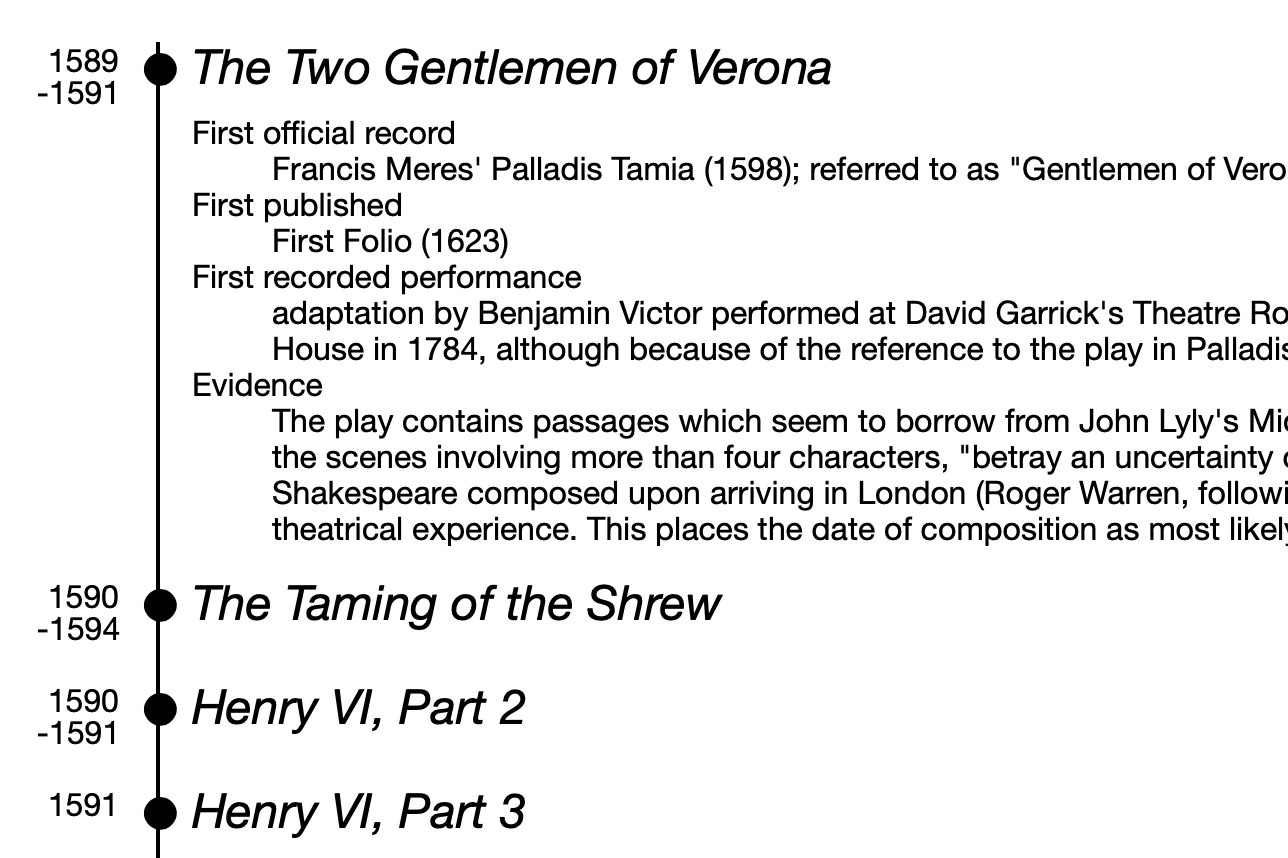 1589
-1591
The Two Gentlemen of Verona
First official record
Francis Meres' Palladis Tamia (1598); referred to as "Gentlemen of Vero
First published
First Folio (1623)
First recorded performance
adaptation by Benjamin Victor performed at David Garrick's Theatre Ro
House in 1784, although because of the reference to the play in Palladis
Evidence
The play contains passages which seem to borrow from John Lyly's Mid
the scenes involving more than four characters, "betray an uncertainty
Shakespeare composed upon arriving in London (Roger Warren, followi
theatrical experience. This places the date of composition as most likely
1590
-1594
The Taming of the Shrew
1590
-1591
Henry VI, Part 2
1591
Henry VI, Part 3